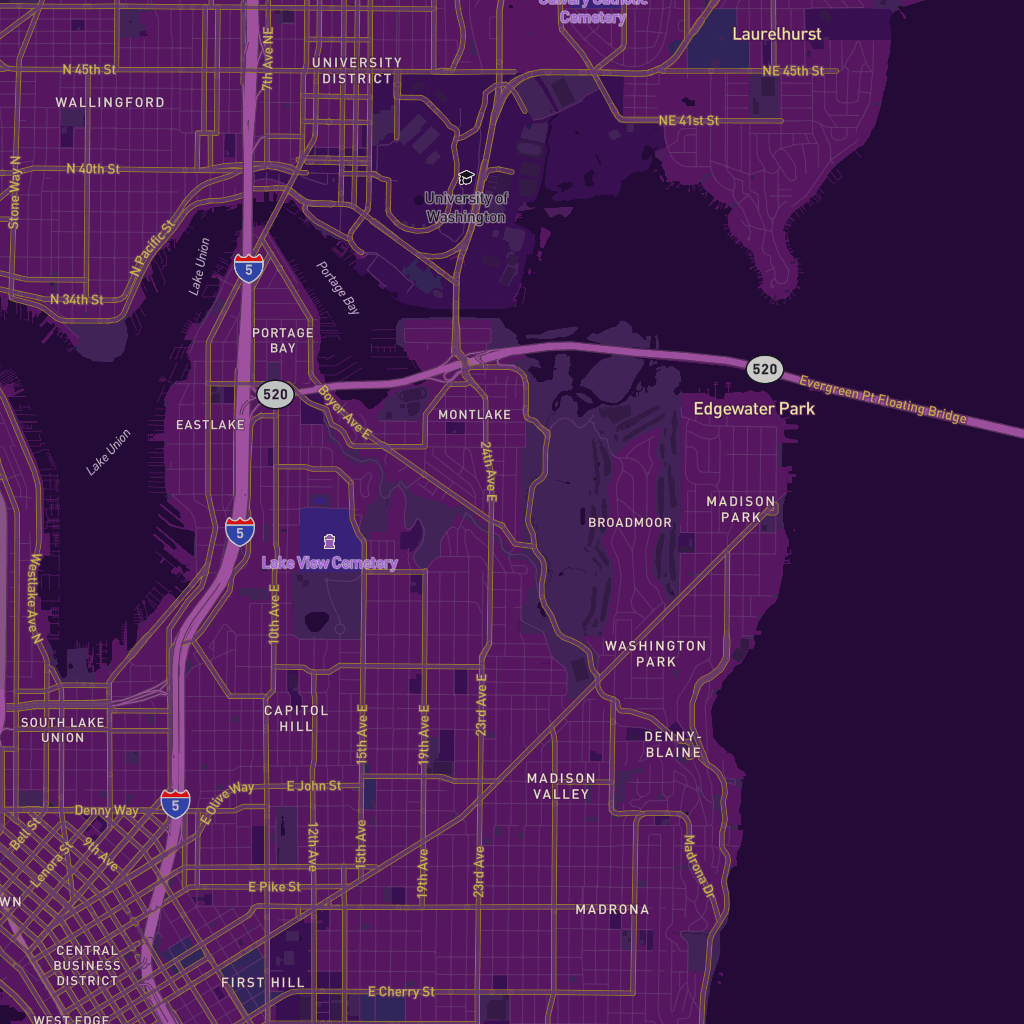 Calvary Catholic
Cemetery
Laurelhurst
7th Ave NE
N 45th St
UNIVERSITY
DISTRICT
NE 45th St
WALLINGFORD
NE 41st St
N 40th St
Stone Way N
University of
Washington
N Pacific St
Lake Union
Portage Bay
5
N 34th St
PORTAGE
BAY
520
520
Evergreen Pt Floating Bridge
Boyer Ave E
Edgewater Park
MONTLAKE
EASTLAKE
Lake Union
24th Ave E
MADISON
PARK
BROADMOOR
5
Lake View Cemetery
Westlake Ave N
10th Ave E
WASHINGTON
PARK
23rd Ave E
CAPITOL
HILL
15th Ave E
19th Ave E
SOUTH LAKE
UNION
DENNY-
BLAINE
MADISON
VALLEY
E John St
E Olive Way
5
Denny Way
Bell St
Lenora St
9th Ave
12th Ave
15th Ave
19th Ave
23rd Ave
Madrona Dr
E Pike St
WN
MADRONA
CENTRAL
BUSINESS
DISTRICT
FIRST HILL
E Cherry St
WEST EDGE